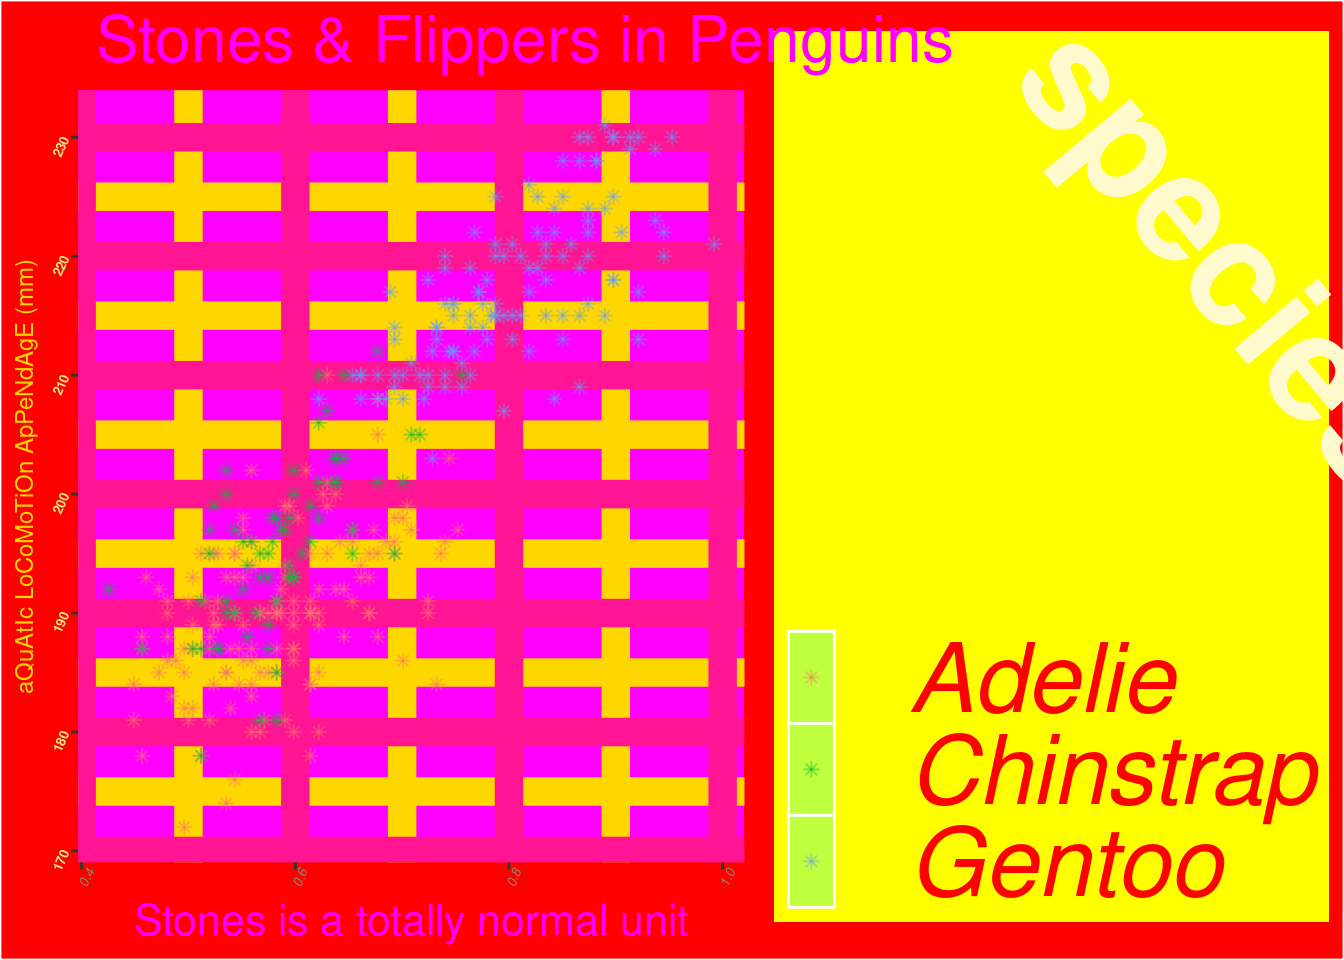 Stones & Flippers in Penguins
species
aQuAtIc LoCoMoTiOn ApPeNdAgE (mm)
230
220
210
200
190
180
170
0.4
0.6
0.8
1.0
Stones is a totally normal unit
Adelie
Chinstrap
Gentoo